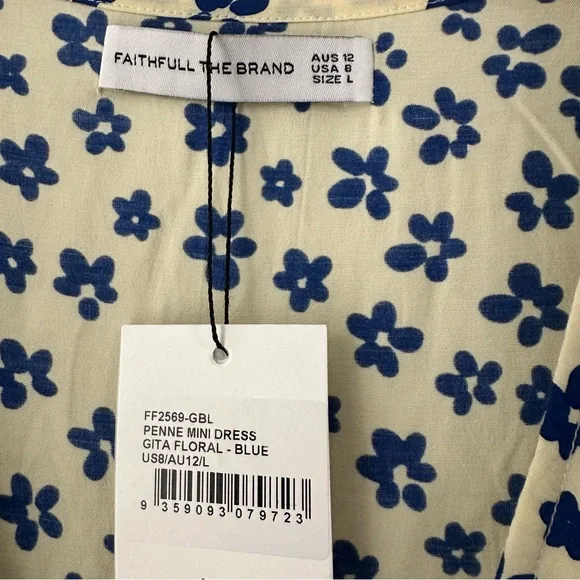 FAITHFULL THE BRAND
AUS 12
USA 8
SIZE L
FF2569-GBL
PENNE MINI DRESS
GITA FLORAL - BLUE
US8/AU12/L
9 359093 079723